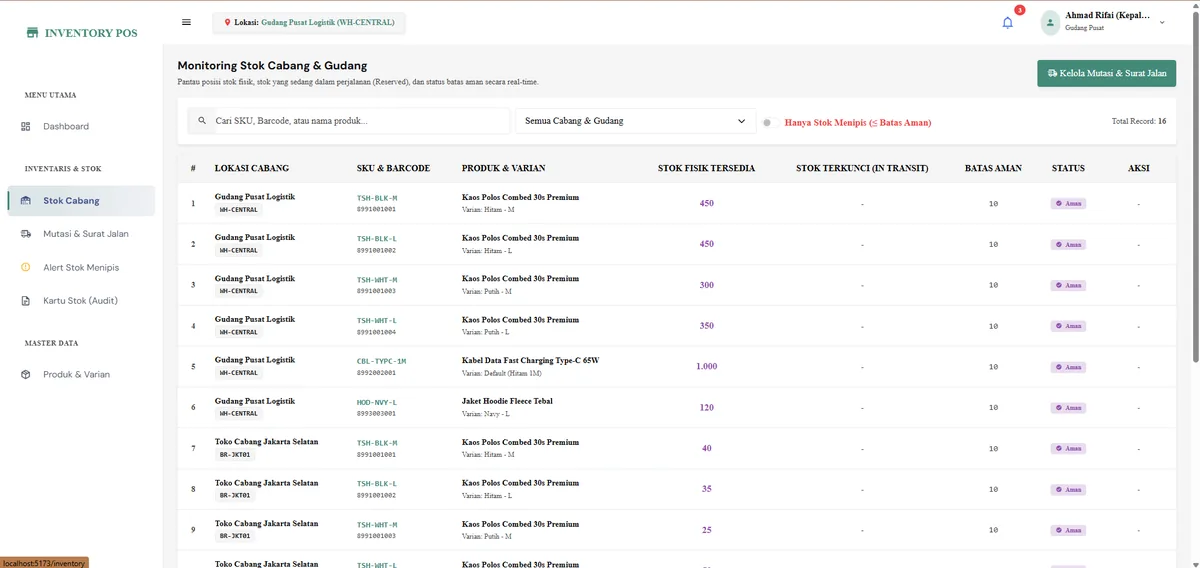 INVENTORY POS
Lokasi: Gudang Pusat Logistik (WH-CENTRAL)
3
Ahmad Rifai (Kepal...
Gudang Pusat
MENU UTAMA
Dashboard
INVENTARIS & STOK
Stok Cabang
Mutasi & Surat Jalan
Alert Stok Menipis
Kartu Stok (Audit)
MASTER DATA
Produk & Varian
Monitoring Stok Cabang & Gudang
Pantau posisi stok fisik, stok yang sedang dalam perjalanan (Reserved), dan status batas aman secara real-time.
Kelola Mutasi & Surat Jalan
Cari SKU, Barcode, atau nama produk...
Semua Cabang & Gudang
Hanya Stok Menipis (≤ Batas Aman)
Total Record: 16
# LOKASI CABANG SKU & BARCODE PRODUK & VARIAN STOK FISIK TERSEDIA STOK TERKUNCI (IN TRANSIT) BATAS AMAN STATUS AKSI
1 Gudang Pusat Logistik TSH-BLK-M Kaos Polos Combed 30s Premium 450 - 10 Aman -
WH-CENTRAL 8991001001 Varian: Hitam - M
2 Gudang Pusat Logistik TSH-BLK-L Kaos Polos Combed 30s Premium 450 - 10 Aman -
WH-CENTRAL 8991001002 Varian: Hitam - L
3 Gudang Pusat Logistik TSH-WHT-M Kaos Polos Combed 30s Premium 300 - 10 Aman -
WH-CENTRAL 8991001003 Varian: Putih - M
4 Gudang Pusat Logistik TSH-WHT-L Kaos Polos Combed 30s Premium 350 - 10 Aman -
WH-CENTRAL 8991001004 Varian: Putih - L
5 Gudang Pusat Logistik CBL-TYPC-1M Kabel Data Fast Charging Type-C 65W 1.000 - 10 Aman -
WH-CENTRAL 8992002001 Varian: Default (Hitam 1M)
6 Gudang Pusat Logistik HOD-NVY-L Jaket Hoodie Fleece Tebal 120 - 10 Aman -
WH-CENTRAL 8993003001 Varian: Navy - L
7 Toko Cabang Jakarta Selatan TSH-BLK-M Kaos Polos Combed 30s Premium 40 - 10 Aman -
BR-JKT01 8991001001 Varian: Hitam - M
8 Toko Cabang Jakarta Selatan TSH-BLK-L Kaos Polos Combed 30s Premium 35 - 10 Aman -
BR-JKT01 8991001002 Varian: Hitam - L
9 Toko Cabang Jakarta Selatan TSH-WHT-M Kaos Polos Combed 30s Premium 25 - 10 Aman -
BR-JKT01 8991001003 Varian: Putih - M
Toko Cabang Jakarta Selatan TSH-WHT-L Kaos Polos Combed 30s Premium
localhost:5173/inventory